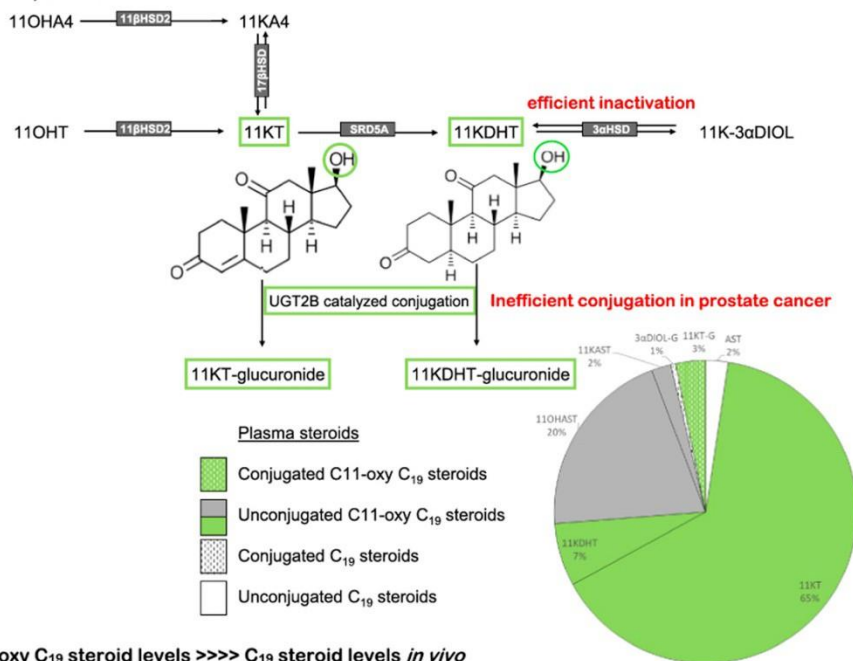 11OHA4 11βHSD2 11KA4
17βHSD
efficient inactivation
11OHT 11βHSD2 11KT SRD5A 11KDHT 3αHSD 11K-3αDIOL
OH OH
O O
H H
H H H H
O O H
UGT2B catalyzed conjugation Inefficient conjugation in prostate cancer
11KT-glucuronide 11KDHT-glucuronide
3αDIOL-G
1%
11KT-G
3%
AST
2%
11KAST
2%
11OHAST
20%
11KDHT
7%
11KT
65%
Plasma steroids
Conjugated C11-oxy C₁₉ steroids
Unconjugated C11-oxy C₁₉ steroids
Conjugated C₁₉ steroids
Unconjugated C₁₉ steroids
oxy C₁₉ steroid levels >>>> C₁₉ steroid levels in vivo